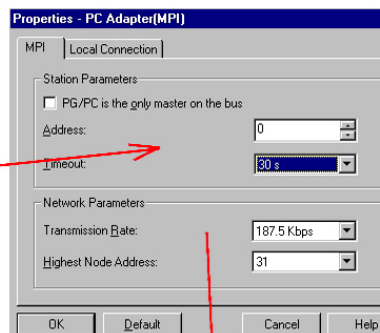 Properties - PC Adapter(MPI)
MPI Local Connection
Station Parameters
PG/PC is the only master on the bus
Address: 0
Timeout: 30 s
Network Parameters
Transmission Rate: 187.5 Kbps
Highest Node Address: 31
OK Default Cancel Help